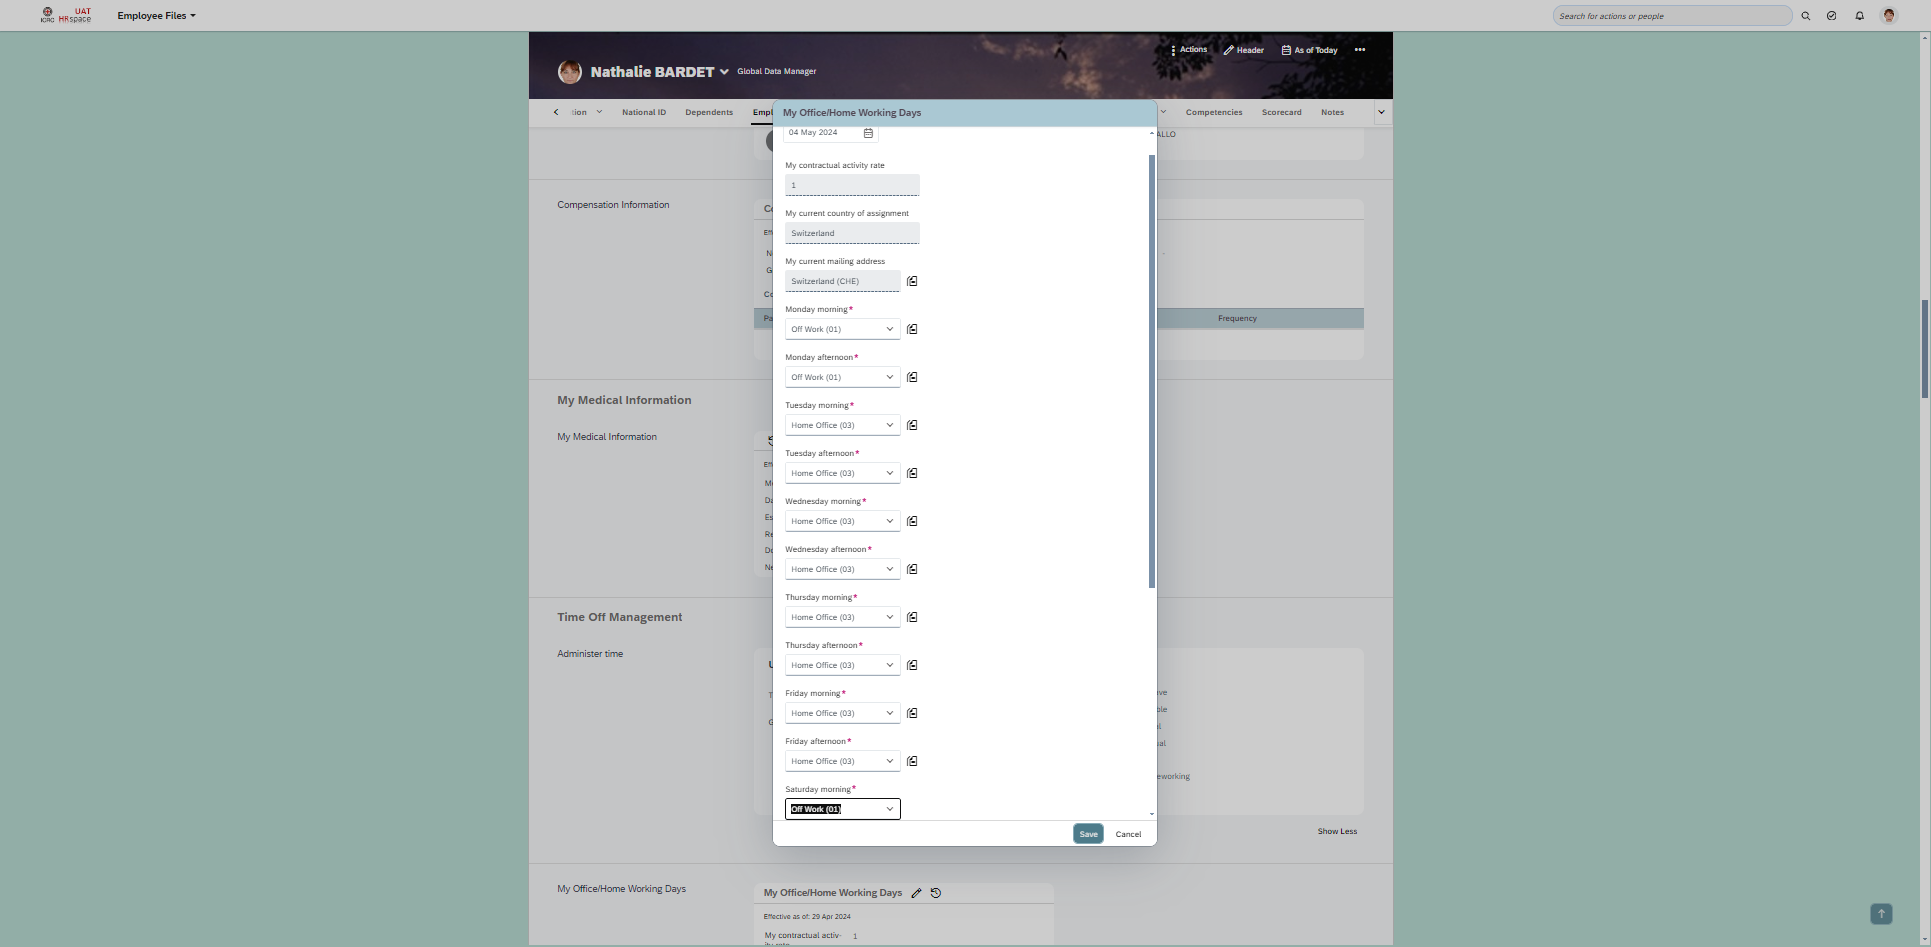 ICRC
UAT
HRspace
Employee Files
Search for actions or people
Actions
Header
As of Today
Nathalie BARDET
Global Data Manager
National ID
Dependents
Empl
Competencies
Scorecard
Notes
My Office/Home Working Days
04 May 2024
ALLO
My contractual activity rate
1
Compensation Information
My current country of assignment
Switzerland
My current mailing address
Switzerland (CHE)
Monday morning*
Frequency
Off Work (01)
Monday afternoon*
Off Work (01)
My Medical Information
Tuesday morning*
Home Office (03)
My Medical Information
Tuesday afternoon*
Home Office (03)
Wednesday morning*
Home Office (03)
Wednesday afternoon*
Home Office (03)
Thursday morning*
Home Office (03)
Time Off Management
Thursday afternoon*
Administer time
Home Office (03)
Friday morning*
Home Office (03)
Friday afternoon*
Home Office (03)
eworking
Saturday morning*
Off Work (01)
Show Less
Save
Cancel
My Office/Home Working Days
My Office/Home Working Days
Effective as of: 29 Apr 2024
My contractual activ-
1